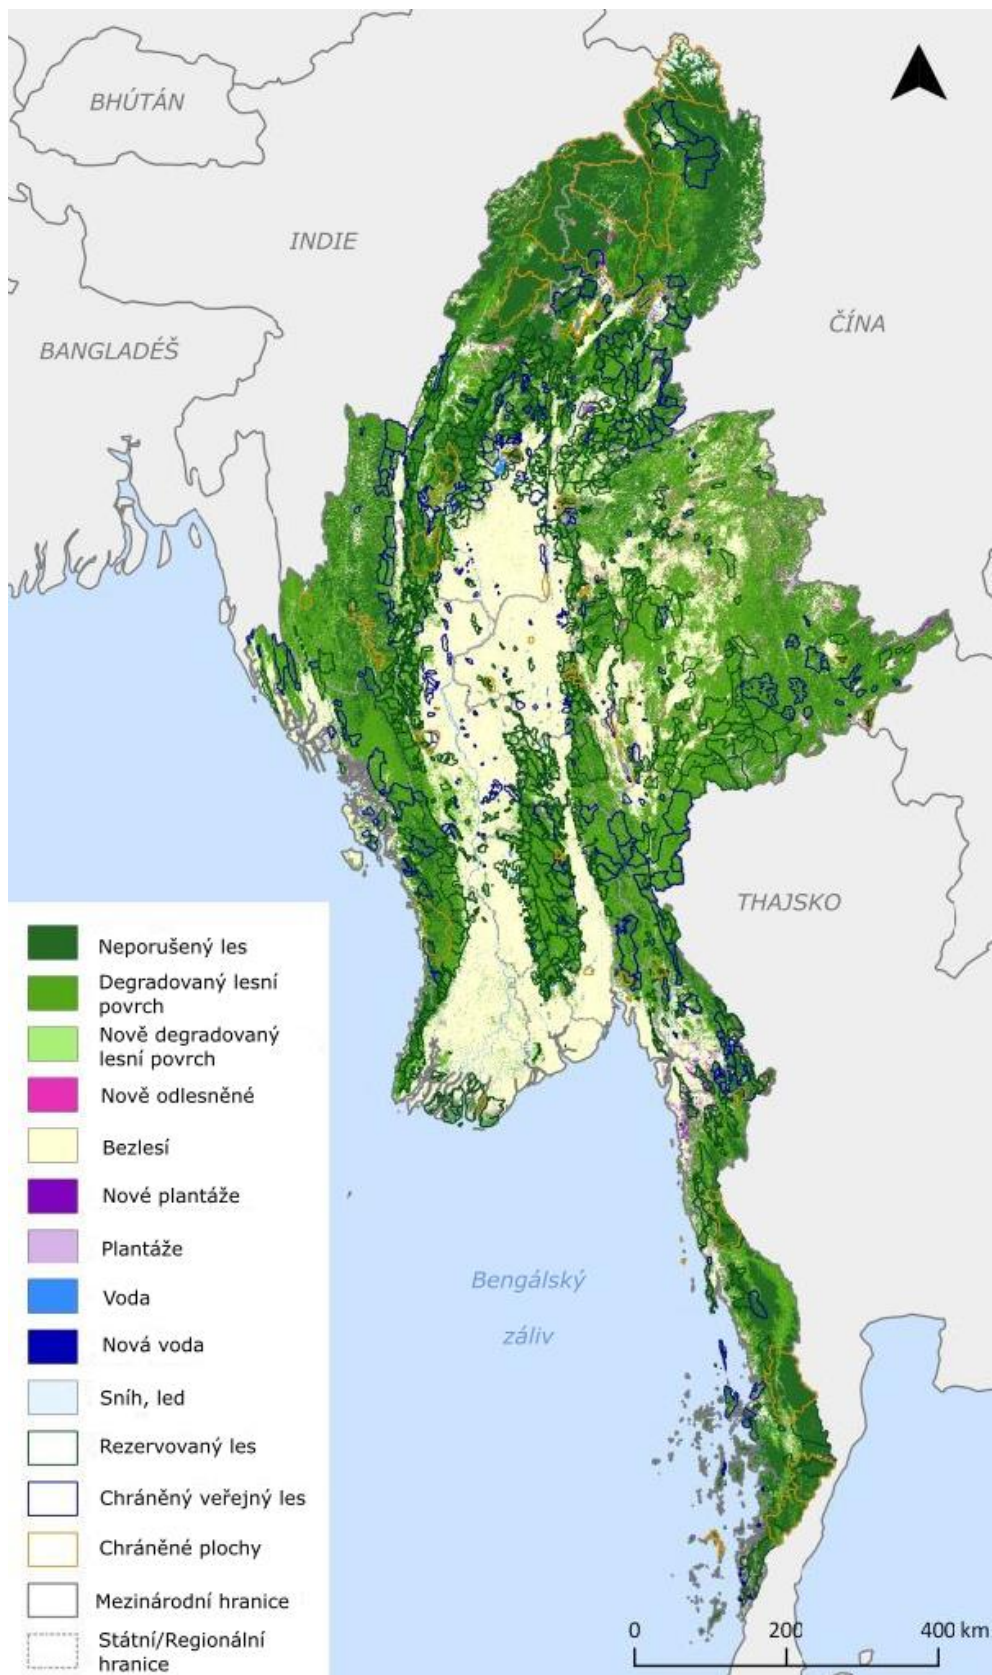 BHÚTÁN
INDIE
ČÍNA
BANGLADÉŠ
THAJSKO
Bengálský
záliv
Neporušený les
Degradovaný lesní
povrch
Nově degradovaný
lesní povrch
Nově odlesněné
Bezlesí
Nové plantáže
Plantáže
Voda
Nová voda
Sníh, led
Rezervovaný les
Chráněný veřejný les
Chráněné plochy
Mezinárodní hranice
Státní/Regionální
hranice
0 200 400 km